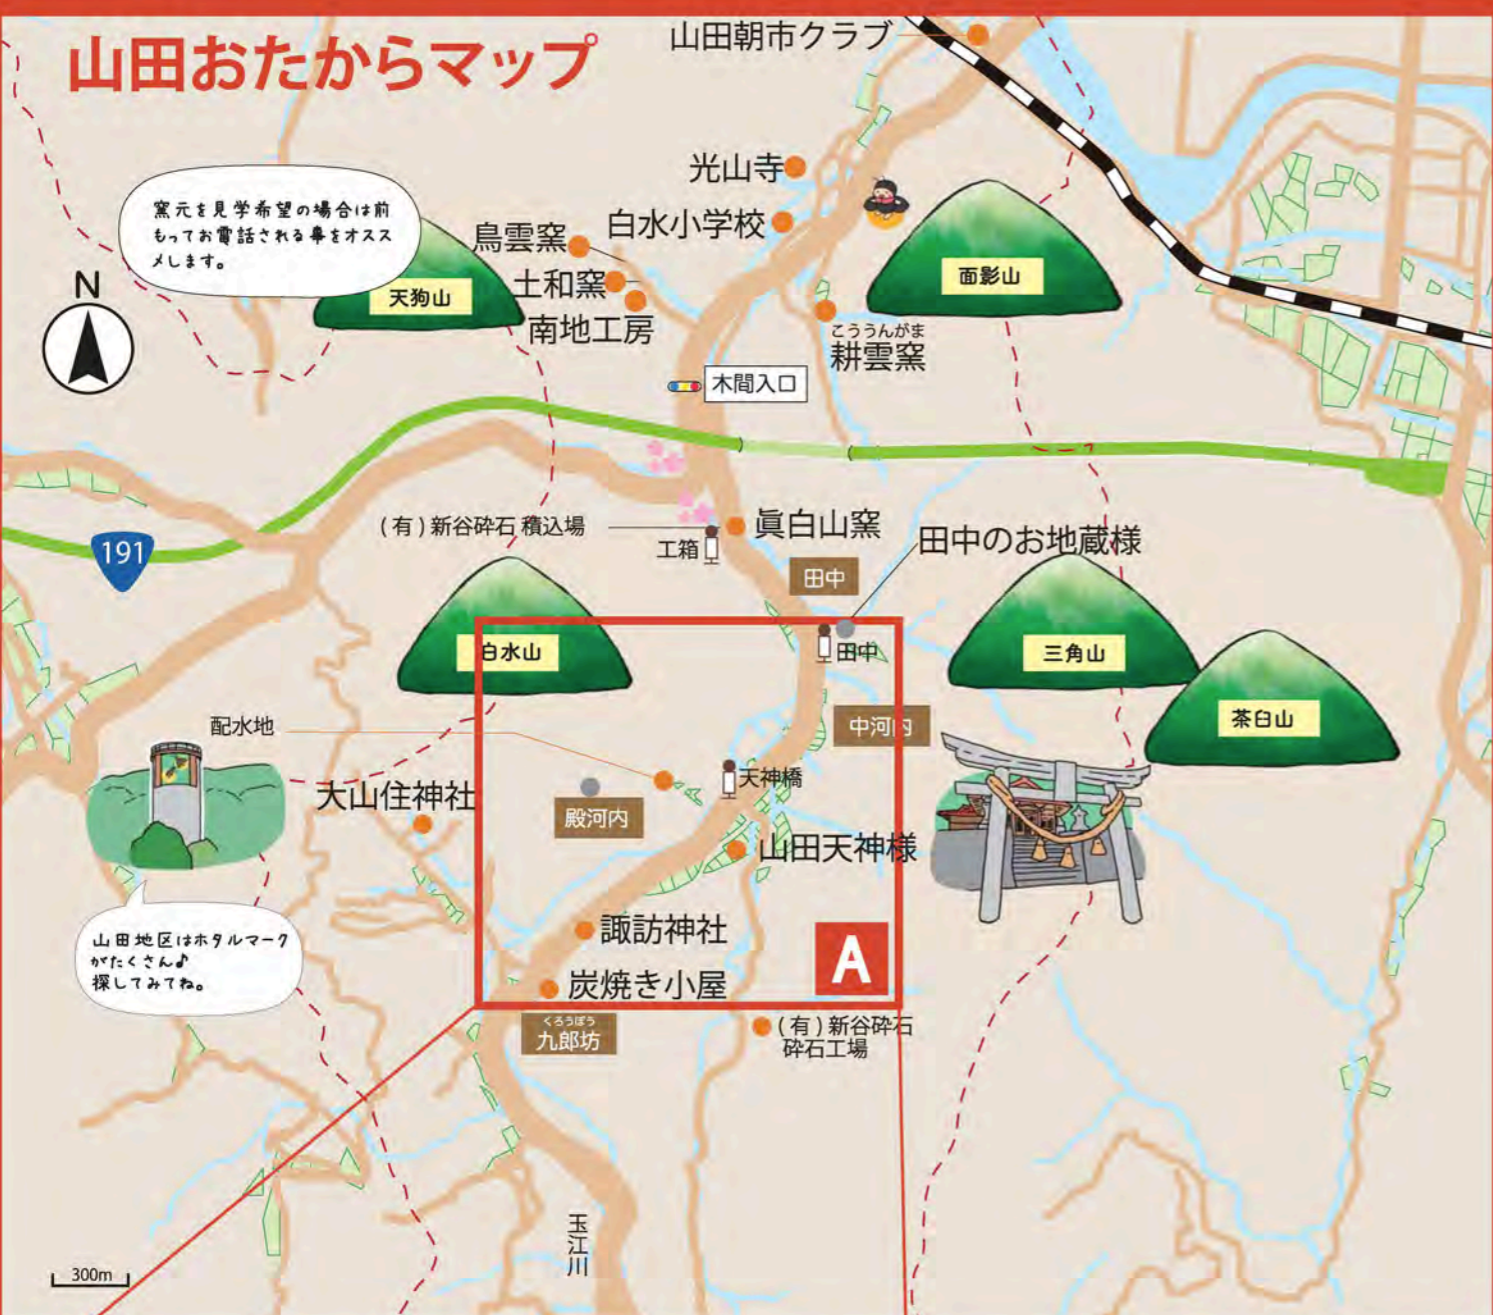 山田おたからマップ
山田朝市クラブ
光山寺
白水小学校
窯元を見学希望の場合は前
もってお電話される事をオスス
メします。
鳥雲窯
土和窯
南地工房
天狗山
面影山
こううんがま
耕雲窯
N
木間入口
191
(有)新谷砕石 積込場
工箱
眞白山窯
田中
田中のお地蔵様
白水山
田中
三角山
茶臼山
中河内
配水地
天神橋
大山住神社
殿河内
山田天神様
諏訪神社
A
炭焼き小屋
山田地区はホタルマーク
がたくさん♪
探してみてね。
くろうぼう
九郎坊
(有)新谷砕石
砕石工場
玉江川
300m